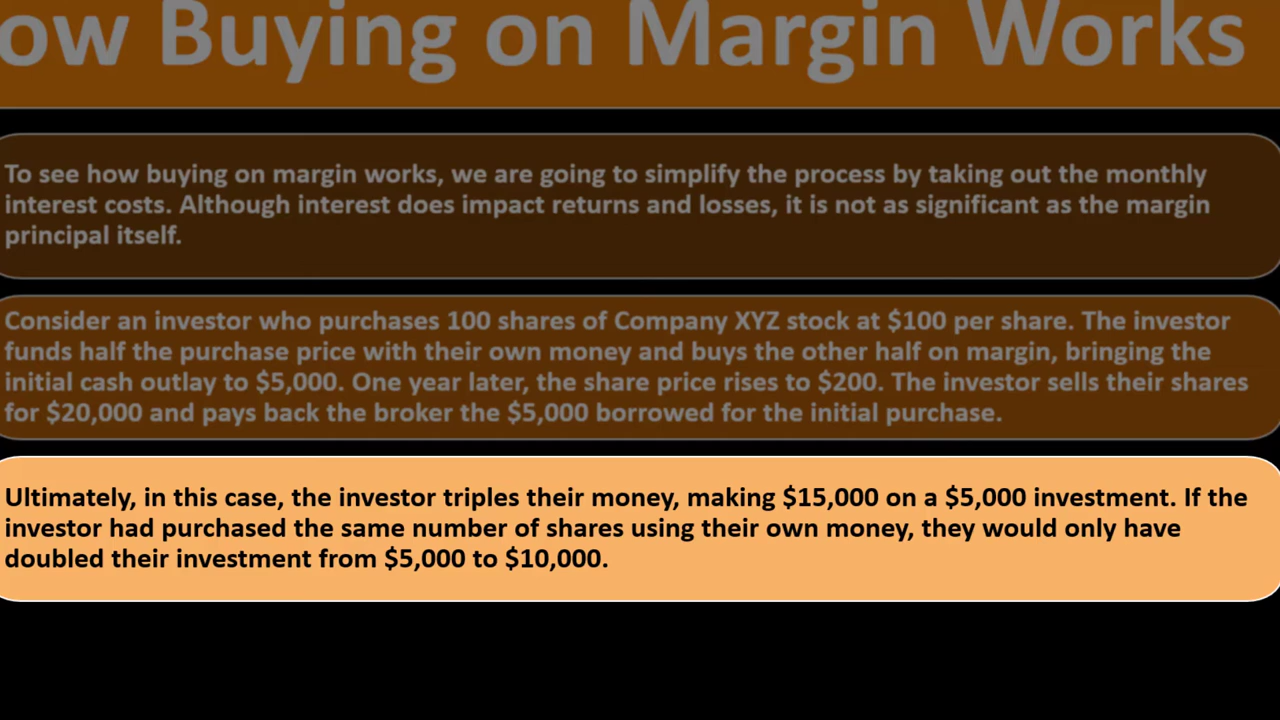 ow Buying on Margin Works
To see how buying on margin works, we are going to simplify the process by taking out the monthly
interest costs. Although interest does impact returns and losses, it is not as significant as the margin
principal itself.
Consider an investor who purchases 100 shares of Company XYZ stock at $100 per share. The investor
funds half the purchase price with their own money and buys the other half on margin, bringing the
initial cash outlay to $5,000. One year later, the share price rises to $200. The investor sells their shares
for $20,000 and pays back the broker the $5,000 borrowed for the initial purchase.
Ultimately, in this case, the investor triples their money, making $15,000 on a $5,000 investment. If the
investor had purchased the same number of shares using their own money, they would only have
doubled their investment from $5,000 to $10,000.